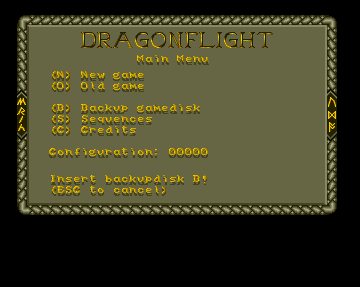 DRAGONFLIGHT
Main Menu
(N) New game
(O) Old game
(B) Backup gamedisk
(S) Sequences
(C) Credits
Configuration: 00000
Insert backupdisk B!
(ESC to cancel)